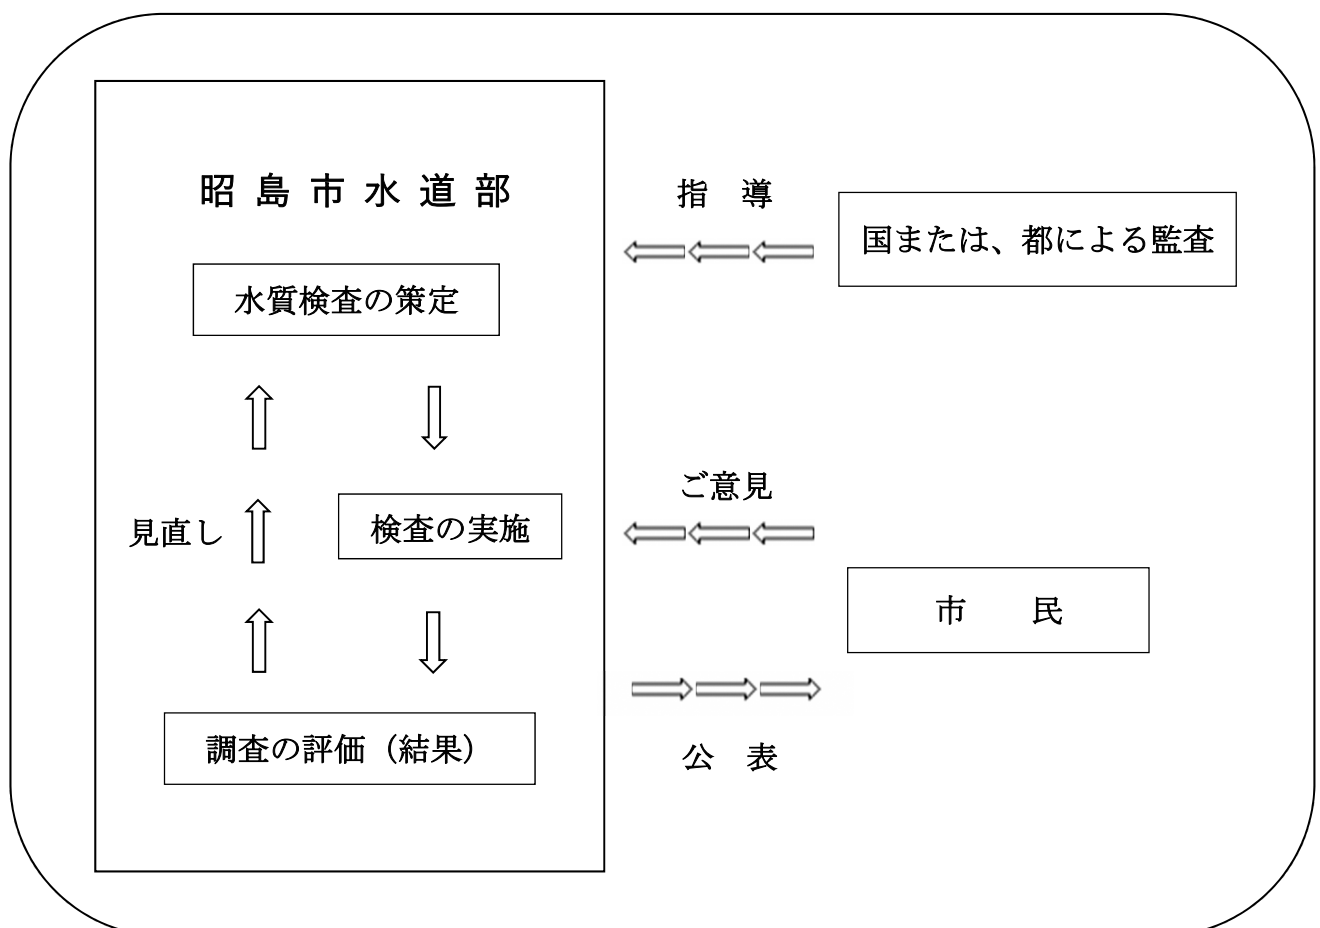 昭島市水道部
水質検査の策定
見直し
検査の実施
調査の評価（結果）
指　導
国または、都による監査
ご意見
市　　民
公　表